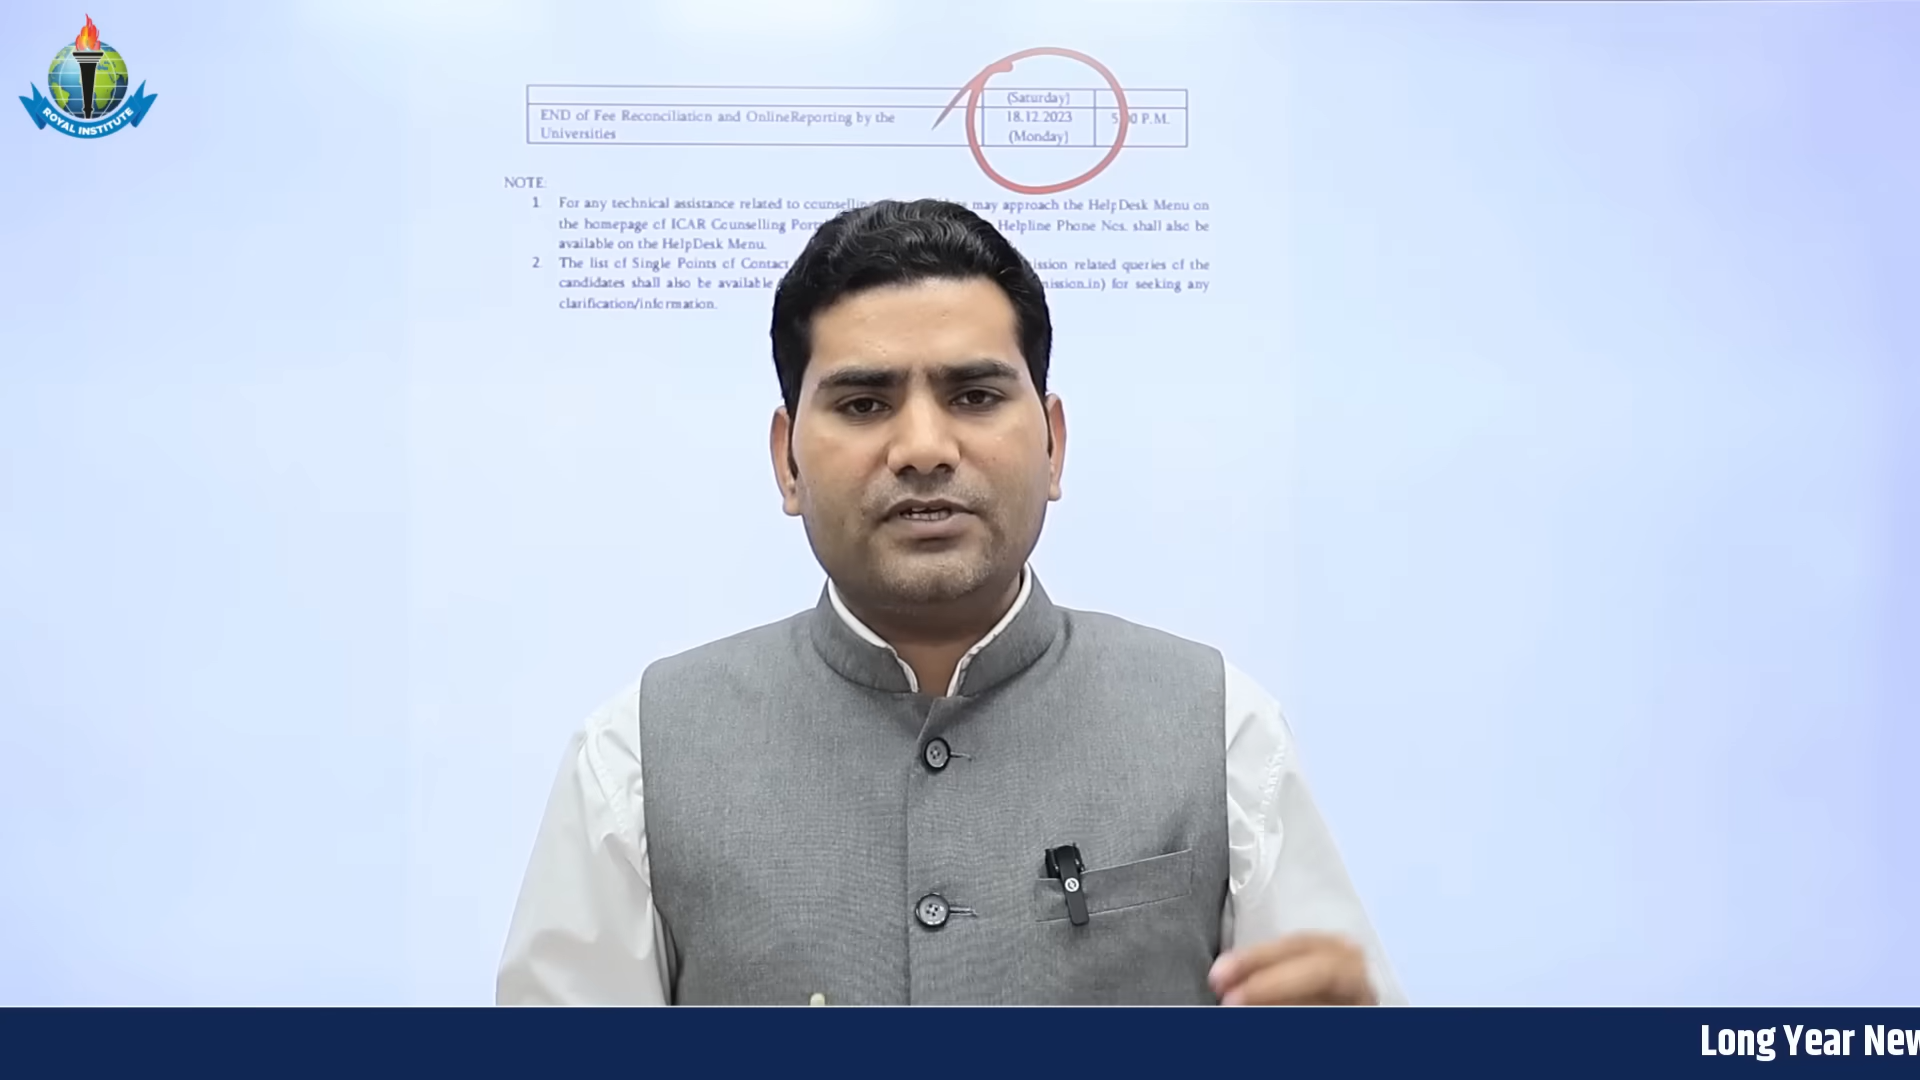 ROYAL INSTITUTE
(Saturday)
END of Fee Reconciliation and OnlineReporting by the
Universities
18.12.2023
(Monday)
P.M.
NOTE:
1. For any technical assistance related to counselling may approach the HelpDesk Menu on
the homepage of ICAR Counselling Helpline Phone Nos. shall also be
available on the HelpDesk Menu.
2. The list of Single Points of Contact related queries of the
candidates shall also be available for seeking any
clarification/information.
Long Year